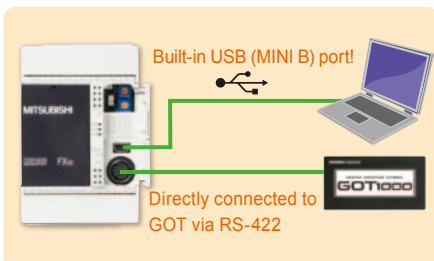 Built-in USB (MINI B) port!
MITSUBISHI
FX3S
GOT1000
Directly connected to
GOT via RS-422